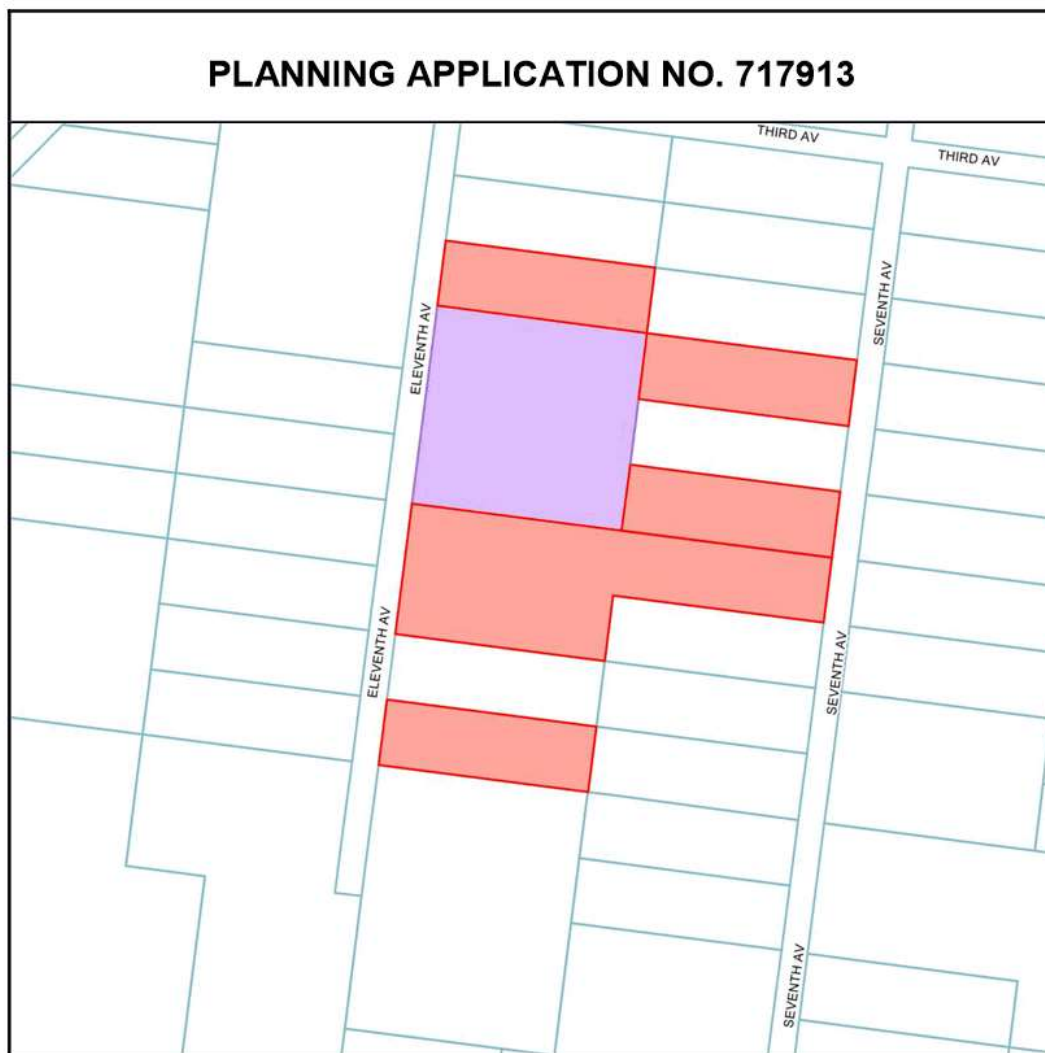 PLANNING APPLICATION NO. 717913
THIRD AV
THIRD AV
SEVENTH AV
ELEVENTH AV
ELEVENTH AV
SEVENTH AV
SEVENTH AV